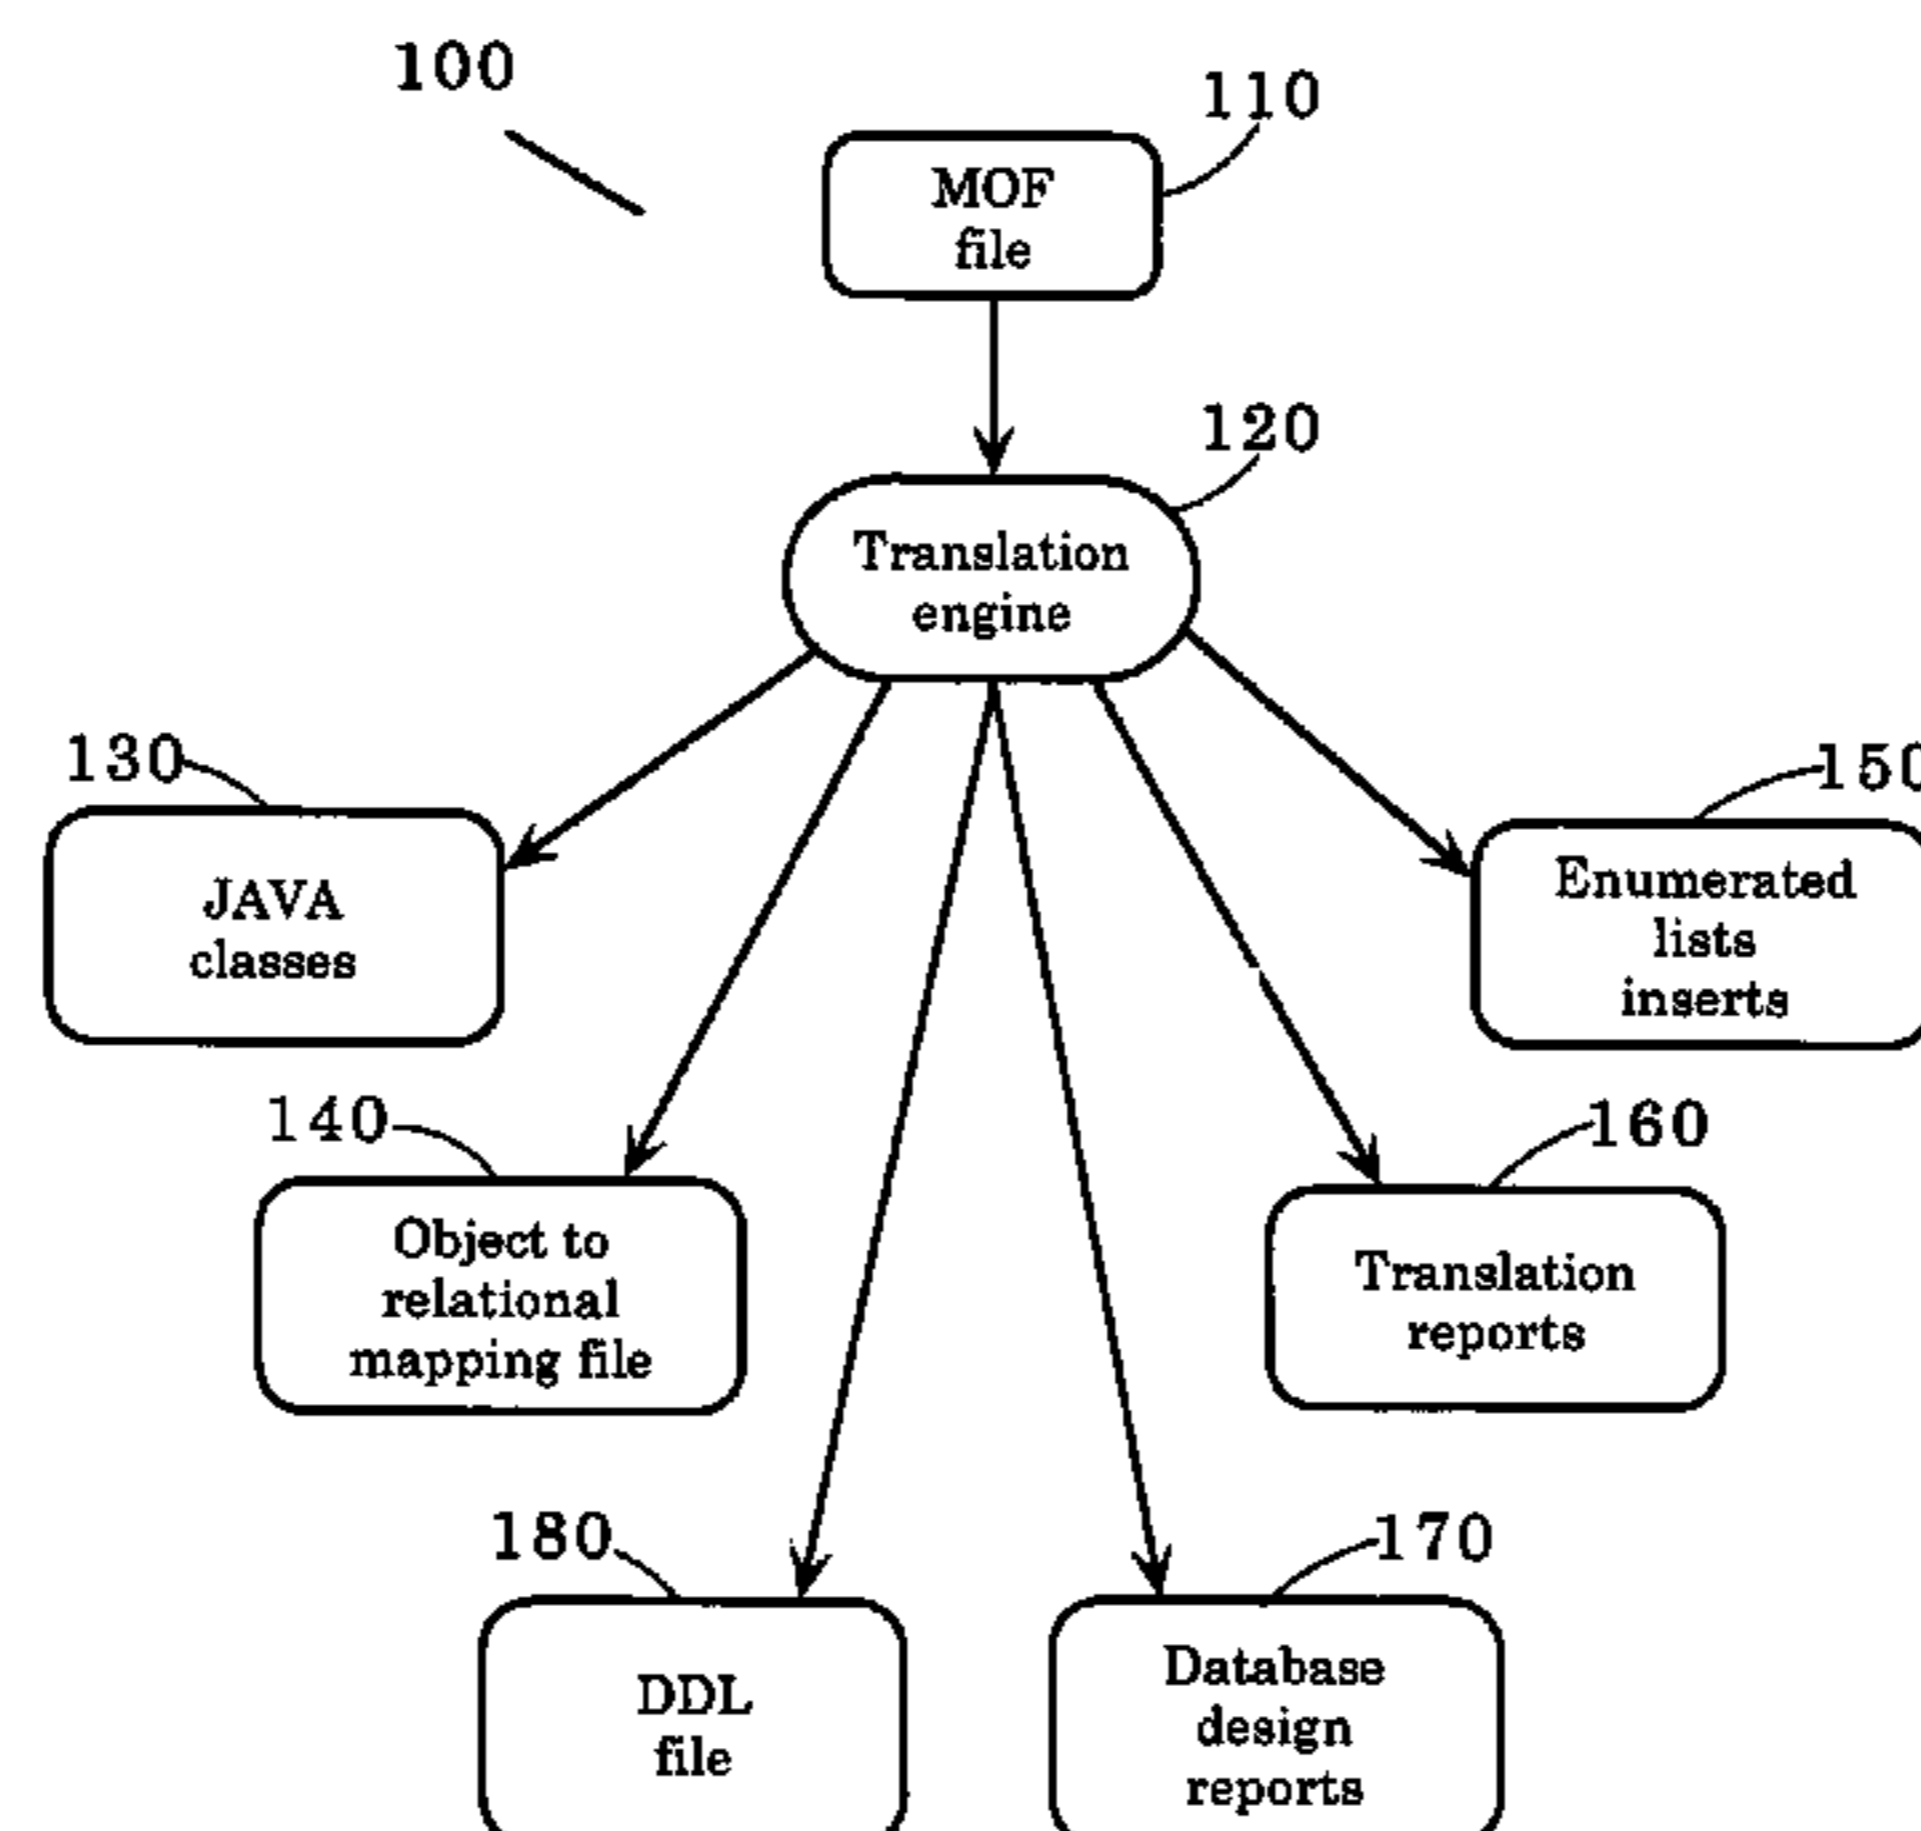 100
110
MOF
file
120
Translation
engine
130
JAVA
classes
150
Enumerated
lists
inserts
140
Object to
relational
mapping file
160
Translation
reports
180
DDL
file
170
Database
design
reports